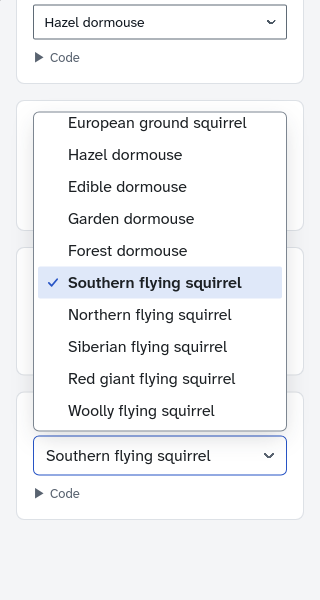 Hazel dormouse
Code
European ground squirrel
Hazel dormouse
Edible dormouse
Garden dormouse
Forest dormouse
Southern flying squirrel
Northern flying squirrel
Siberian flying squirrel
Red giant flying squirrel
Woolly flying squirrel
Southern flying squirrel
Code